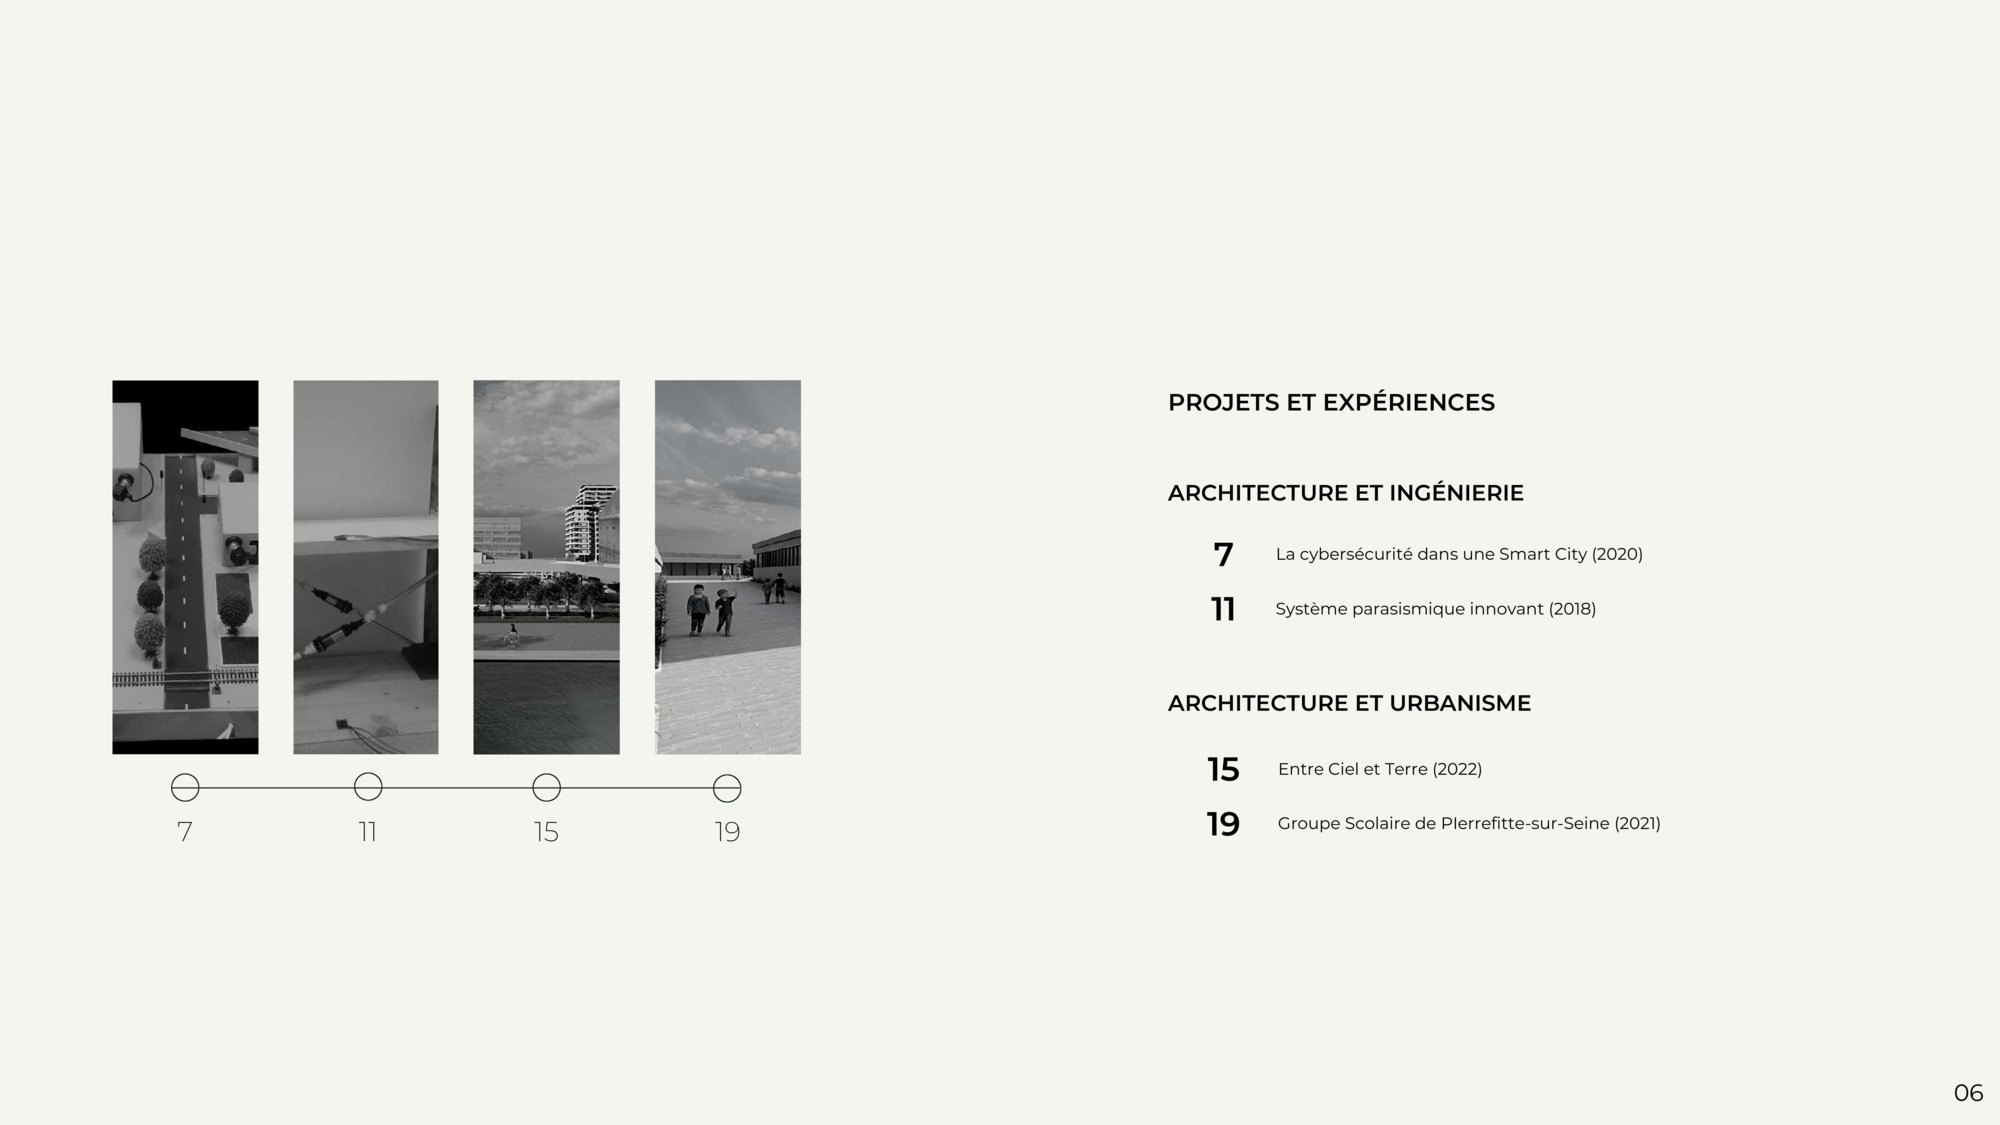 7
11
15
19
PROJETS ET EXPÉRIENCES
ARCHITECTURE ET INGÉNIERIE
7 La cybersécurité dans une Smart City (2020)
11 Système parasismique innovant (2018)
ARCHITECTURE ET URBANISME
15 Entre Ciel et Terre (2022)
19 Groupe Scolaire de PIerrefitte-sur-Seine (2021)
06